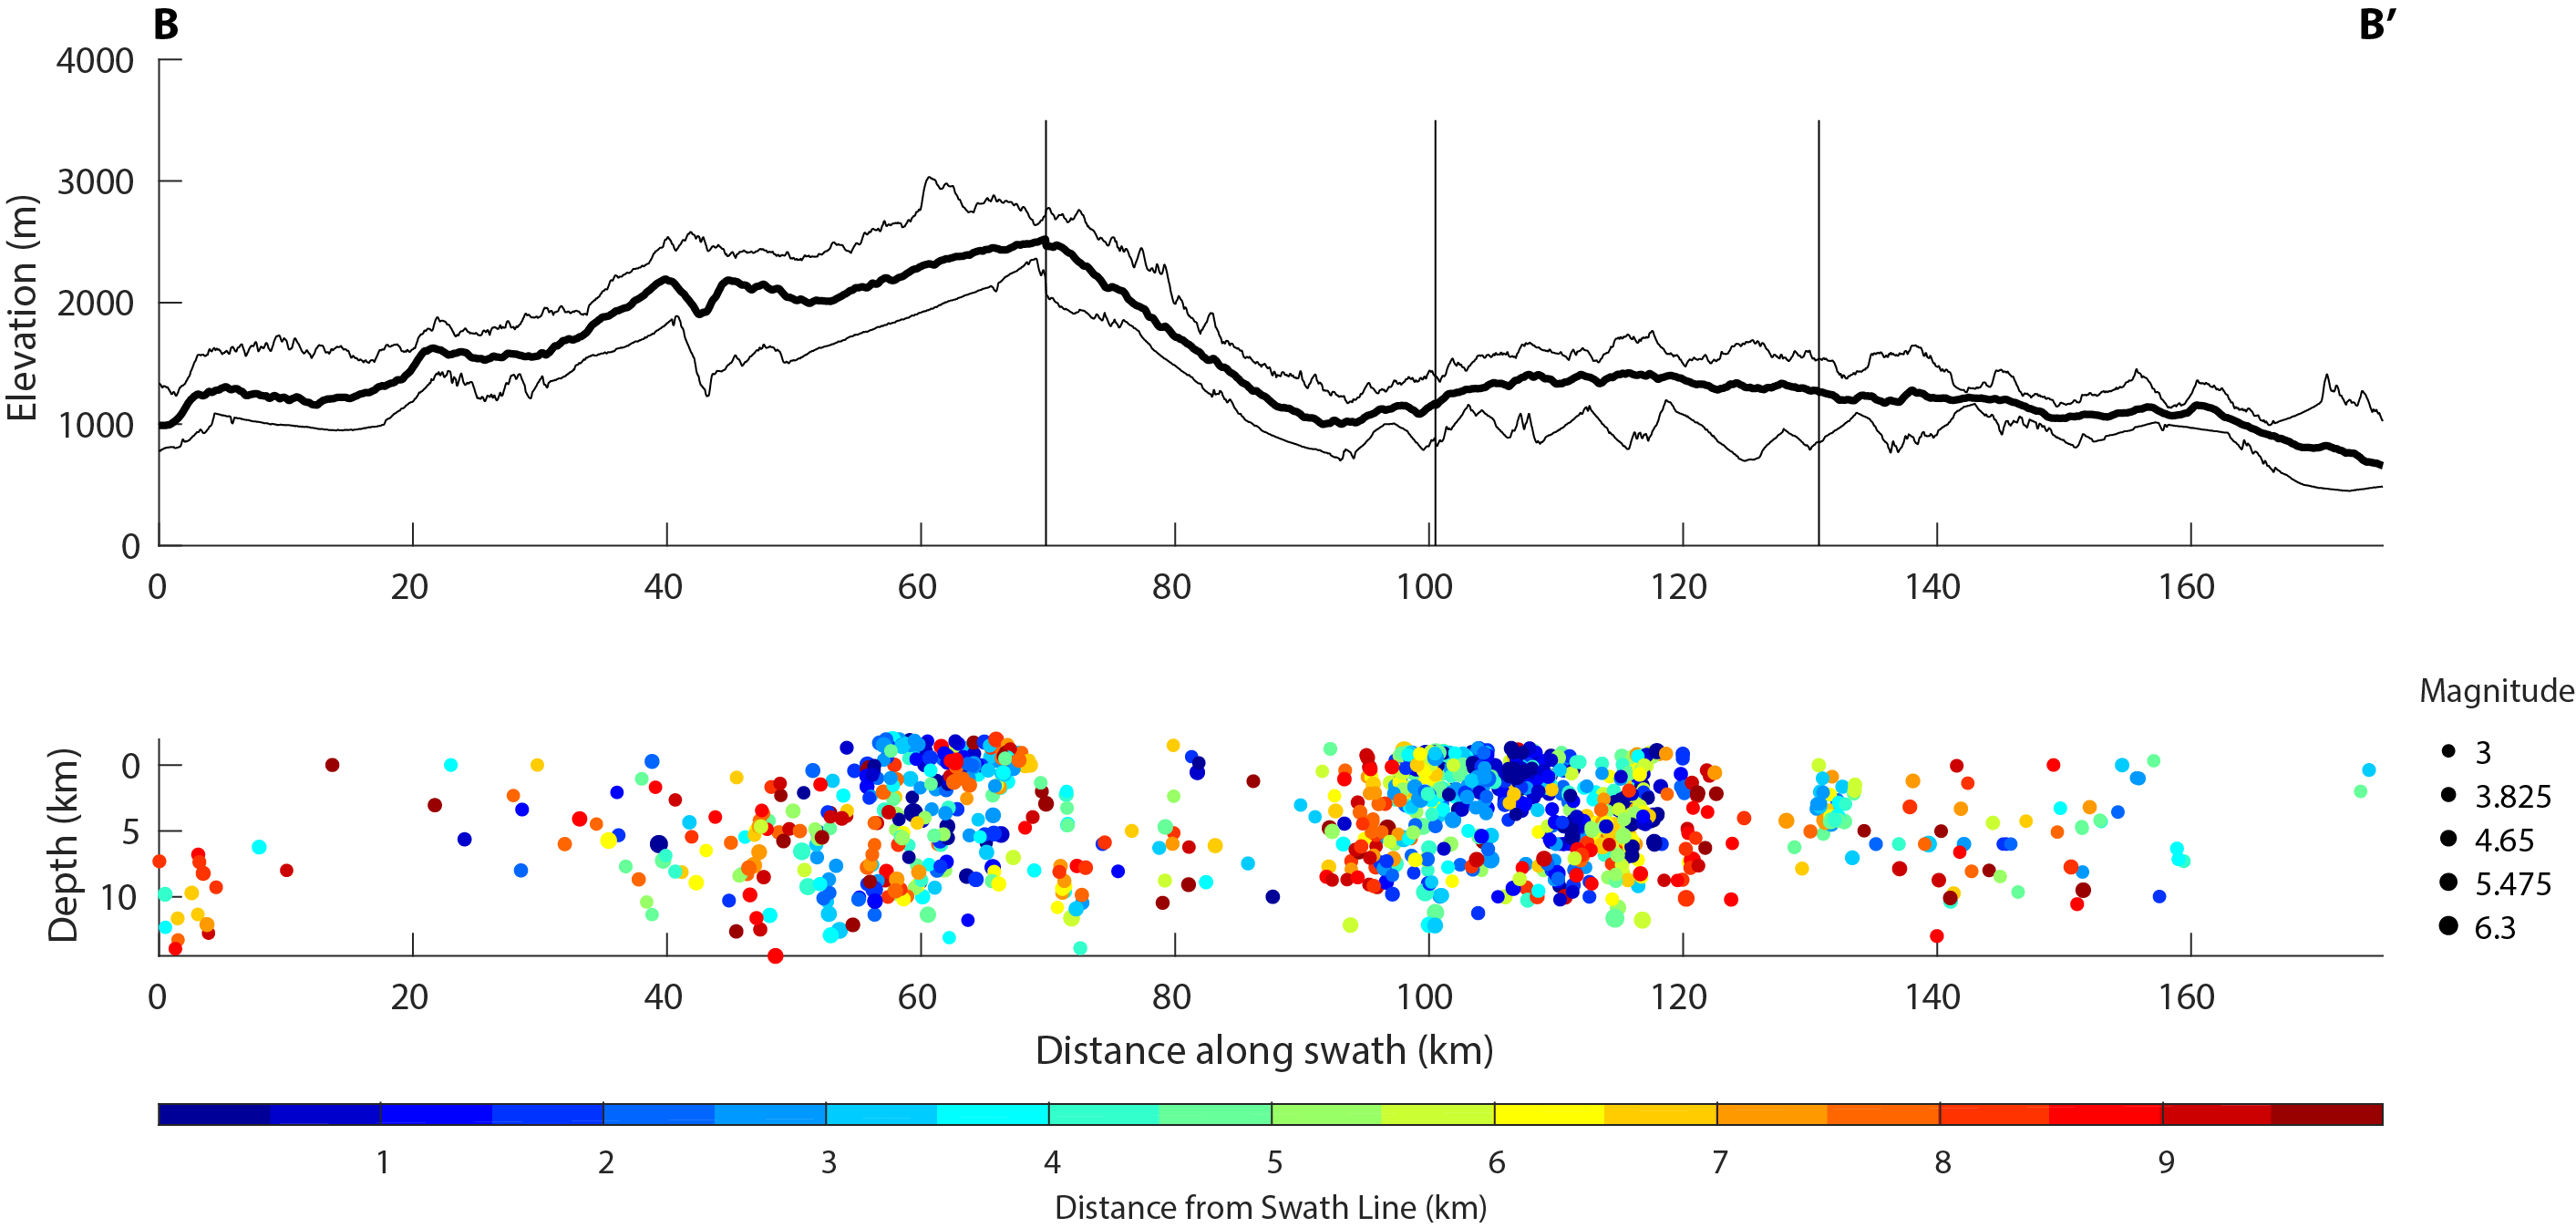 B B’
4000
3000
2000
1000
0
Elevation (m)
0 20 40 60 80 100 120 140 160
Magnitude
3
3.825
4.65
5.475
6.3
0
5
10
Depth (km)
0 20 40 60 80 100 120 140 160
Distance along swath (km)
1 2 3 4 5 6 7 8 9
Distance from Swath Line (km)